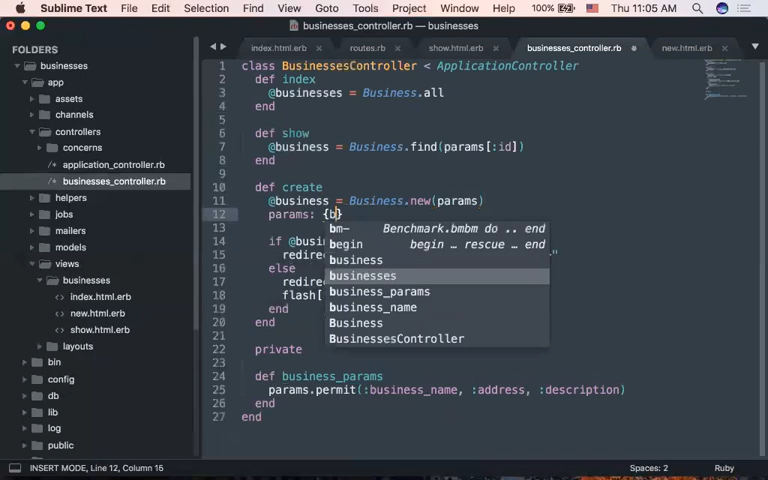 Sublime Text File Edit Selection Find View Goto Tools Project Window Help 100% Thu 11:05 AM
businesses_controller.rb — businesses
FOLDERS
businesses
app
assets
channels
controllers
concerns
application_controller.rb
businesses_controller.rb
helpers
jobs
mailers
models
views
businesses
index.html.erb
new.html.erb
show.html.erb
layouts
bin
config
db
lib
log
public
index.html.erb routes.rb show.html.erb businesses_controller.rb new.html.erb
1 class BusinessesController < ApplicationController
2 def index
3 @businesses = Business.all
4 end
5
6 def show
7 @business = Business.find(params[:id])
8 end
9
10 def create
11 @business = Business.new(params)
12 params: {b}
13
14 if @busin
15 redirec
16 else
17 redirec
18 flash[
19 end
20 end
21
22 private
23
24 def business_params
25 params.permit(:business_name, :address, :description)
26 end
27 end
bm— Benchmark.bmbm do .. end
begin begin … rescue … end
business
businesses
business_params
business_name
Business
BusinessesController
INSERT MODE, Line 12, Column 15 Spaces: 2 Ruby